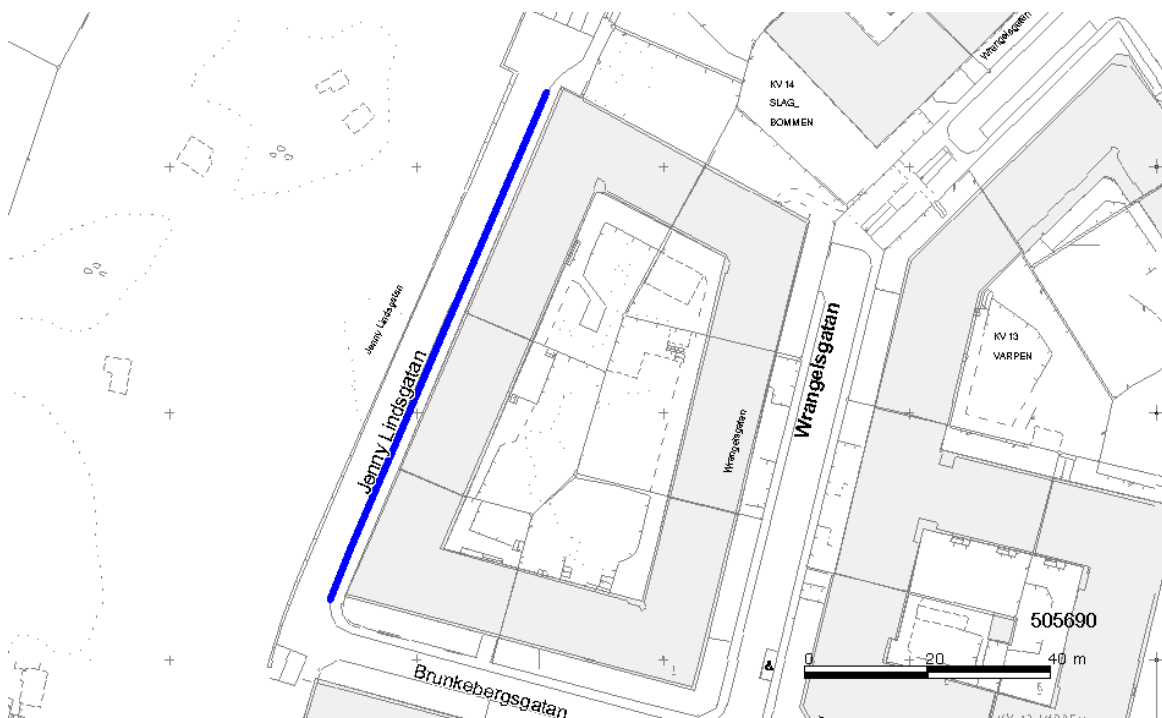 Wrangelsgatan
KV 14
SLAG_
BOMMEN
Jenny Lindsgatan
Wrangelsgatan
KV 13
VARPEN
Jenny Lindsgatan
Wrangelsgatan
505690
0 20 40 m
Brunkebergsgatan